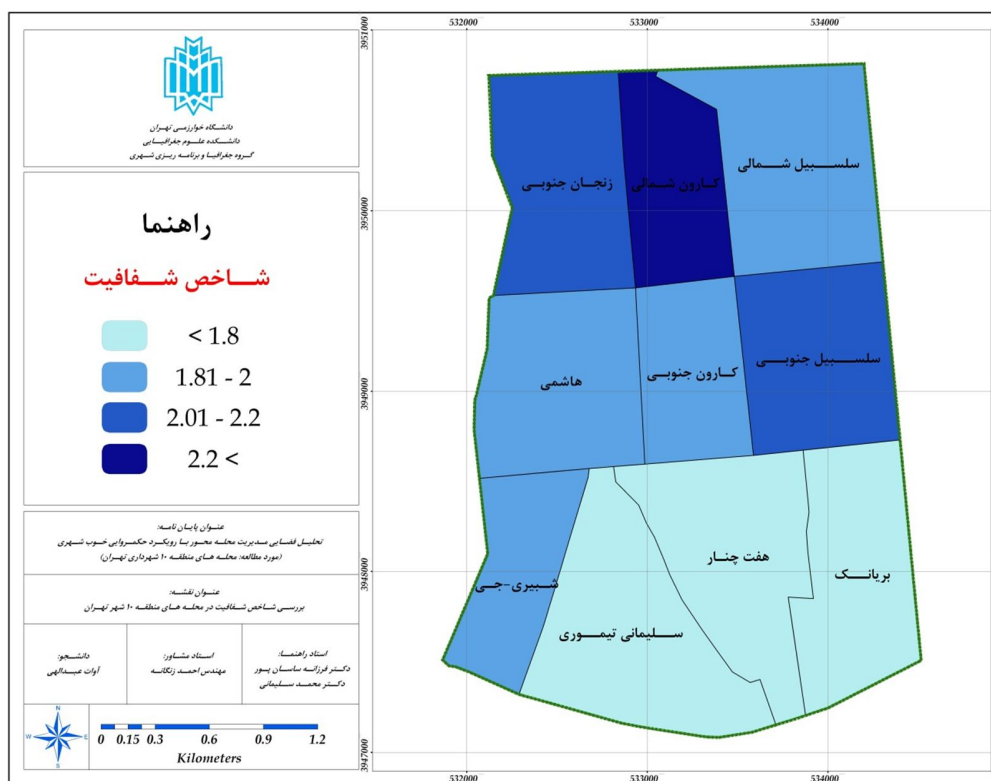 دانشگاه خوارزمی تهران
دانشکده علوم جغرافیایی
گروه جغرافیا و برنامه ریزی شهری
راهنما
شاخص شفافیت
< 1.8
1.81 - 2
2.01 - 2.2
2.2 <
عنوان پایان نامه:
تحلیل فضایی مدیریت محله محور با رویکرد حکمروایی خوب شهری
(مورد مطالعه: محله های منطقه ۱۰ شهرداری تهران)
عنوان نقشه:
بررسی شاخص شفافیت در محله های منطقه ۱۰ شهر تهران
استاد راهنما:
دکتر فرزانه ساسان پور
دکتر محمد سلیمانی
استاد مشاور:
مهندس احمد زنگانه
دانشجو:
آوات عبدالهی
N
W E
S
0 0.15 0.3 0.6 0.9 1.2
Kilometers
532000 533000 534000
3951000
3950000
3949000
3948000
3947000
سلسبیل شمالی
کارون شمالی
زنجان جنوبی
سلسبیل جنوبی
کارون جنوبی
هاشمی
بریانک
هفت چنار
شبیری-جی
سلیمانی تیموری
532000 533000 534000